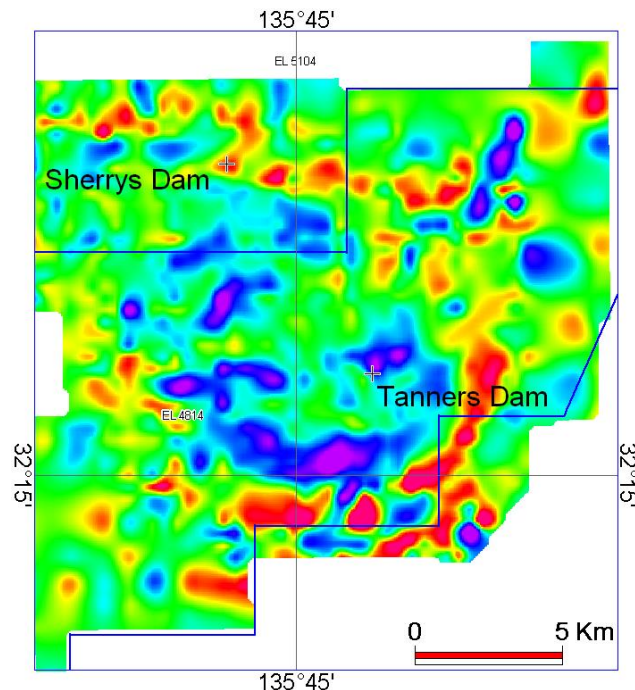 135°45'
EL 5104
Sherrys Dam
Tanners Dam
EL 4814
32°15'
32°15'
0 5 Km
135°45'